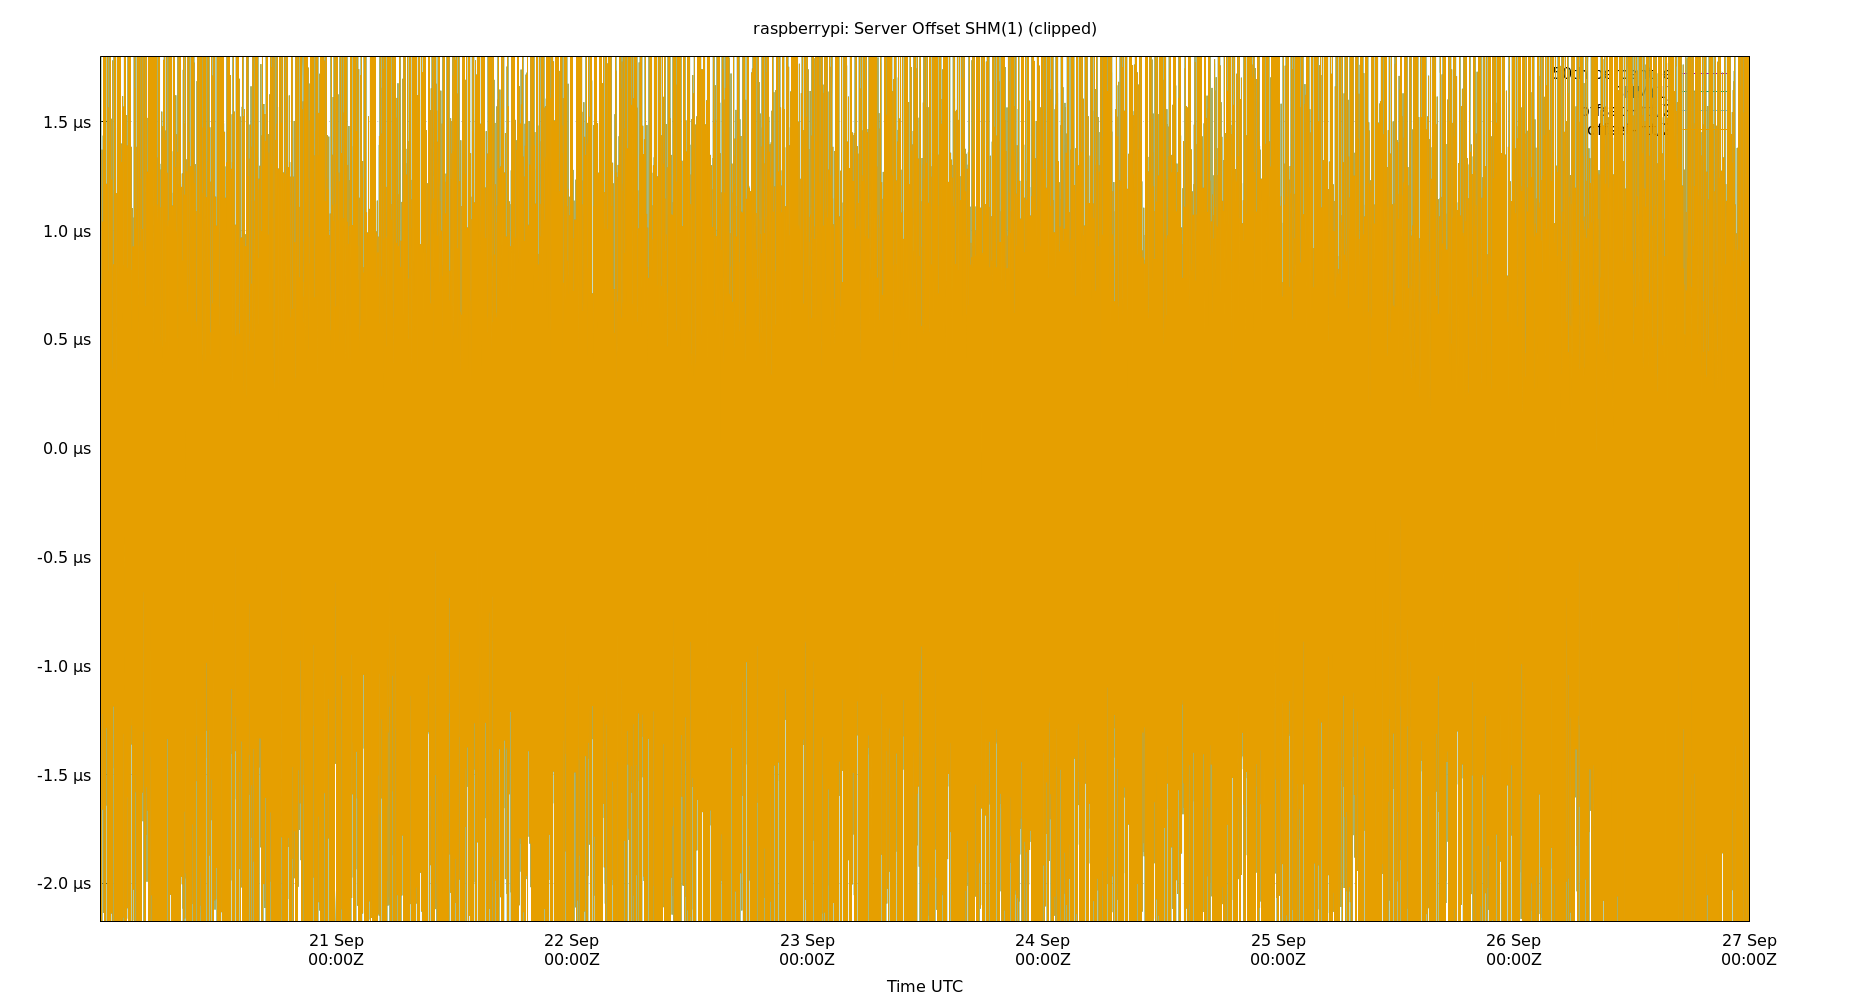 raspberrypi: Server Offset SHM(1) (clipped)
1.5 µs
1.0 µs
0.5 µs
0.0 µs
-0.5 µs
-1.0 µs
-1.5 µs
-2.0 µs
21 Sep
00:00Z
22 Sep
00:00Z
23 Sep
00:00Z
24 Sep
00:00Z
25 Sep
00:00Z
26 Sep
00:00Z
27 Sep
00:00Z
Time UTC